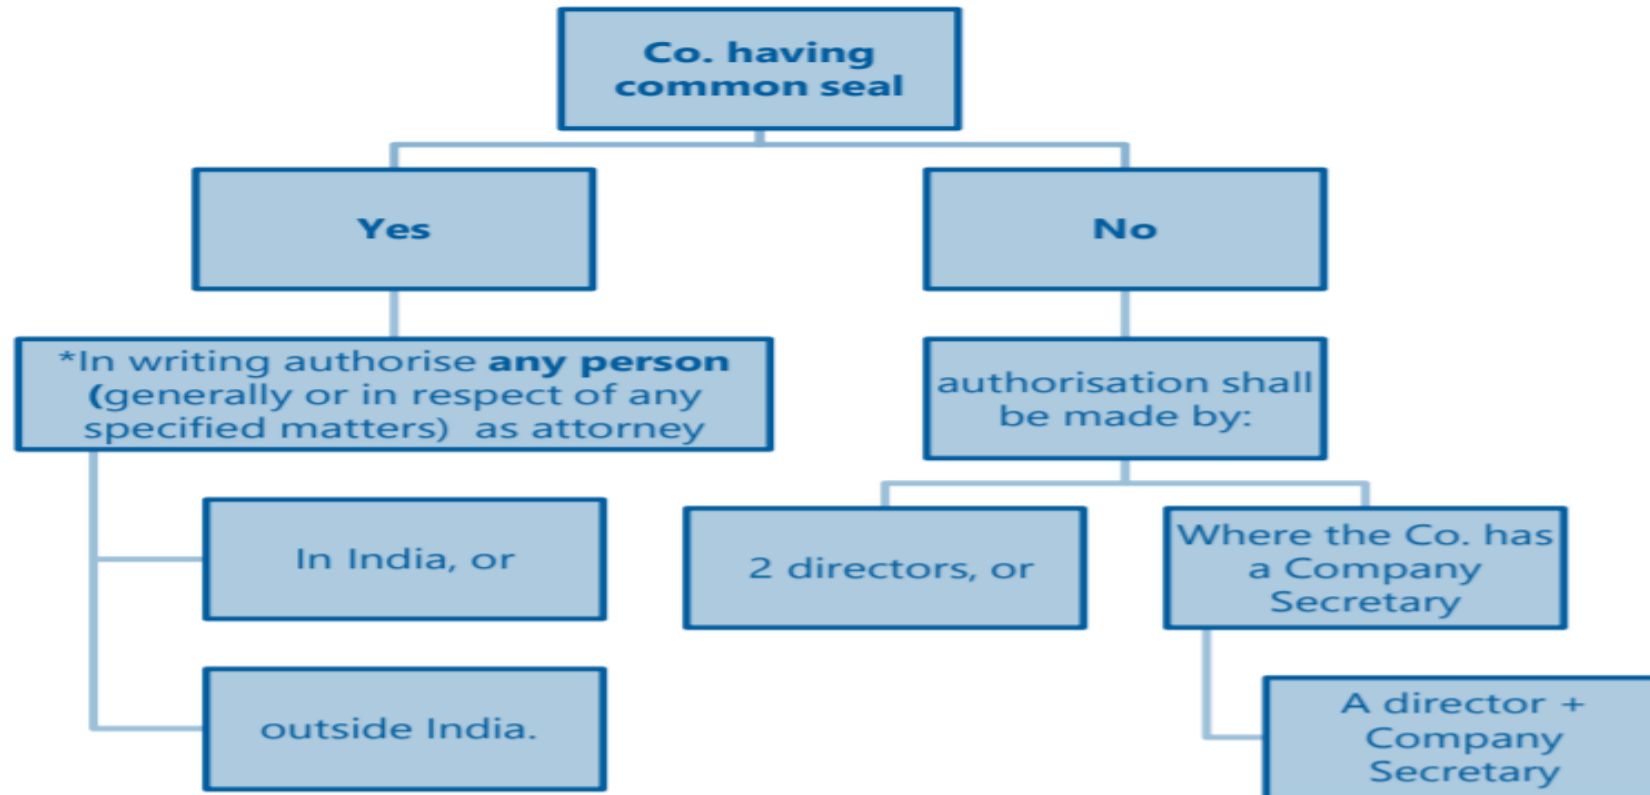 Co. having
common seal
Yes
No
*In writing authorise any person
(generally or in respect of any
specified matters) as attorney
authorisation shall
be made by:
In India, or
outside India.
2 directors, or
Where the Co. has
a Company
Secretary
A director +
Company
Secretary